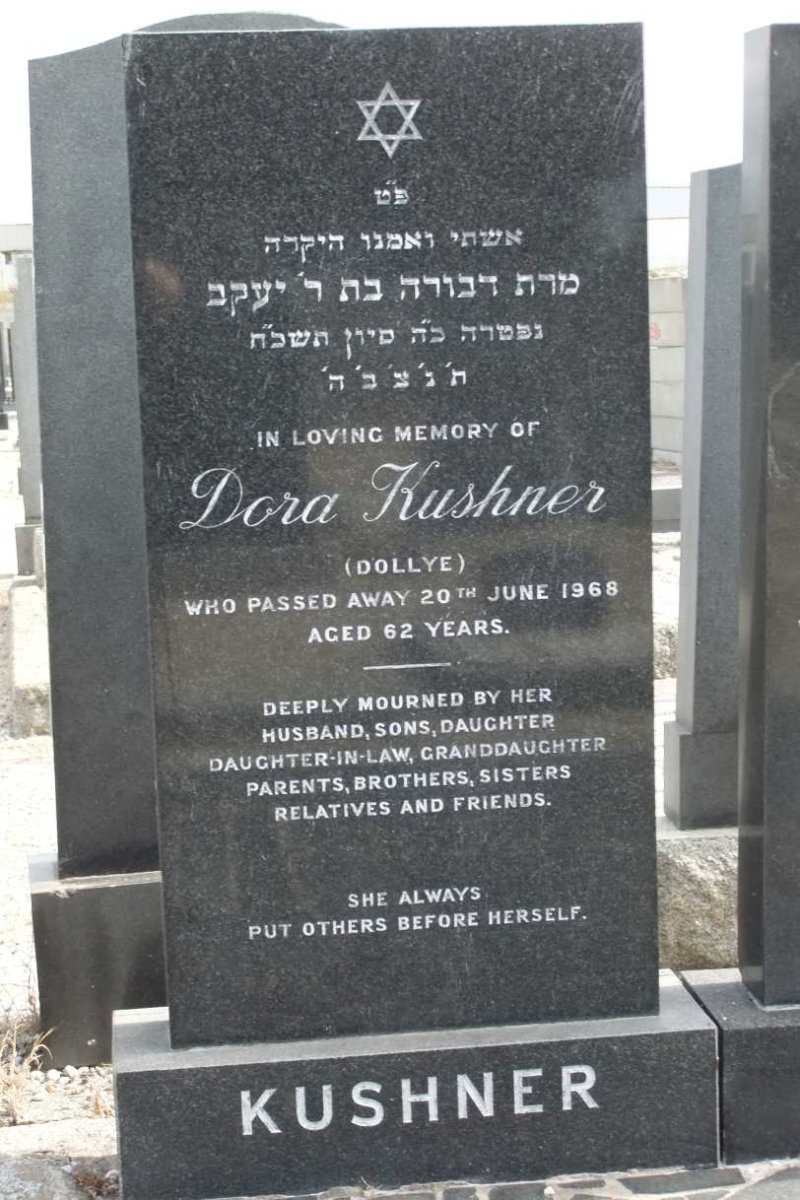 פ״ט
אשתי ואמנו היקרה
מרת דבורה בת ר׳ יעקב
נפטרה כ״ה סיון תשכ״ח
ת׳ נ׳ צ׳ ב׳ ה׳
IN LOVING MEMORY OF
Dora Kushner
(DOLLYE)
WHO PASSED AWAY 20TH JUNE 1968
AGED 62 YEARS.
DEEPLY MOURNED BY HER
HUSBAND, SONS, DAUGHTER
DAUGHTER-IN-LAW, GRANDDAUGHTER
PARENTS, BROTHERS, SISTERS
RELATIVES AND FRIENDS.
SHE ALWAYS
PUT OTHERS BEFORE HERSELF.
KUSHNER